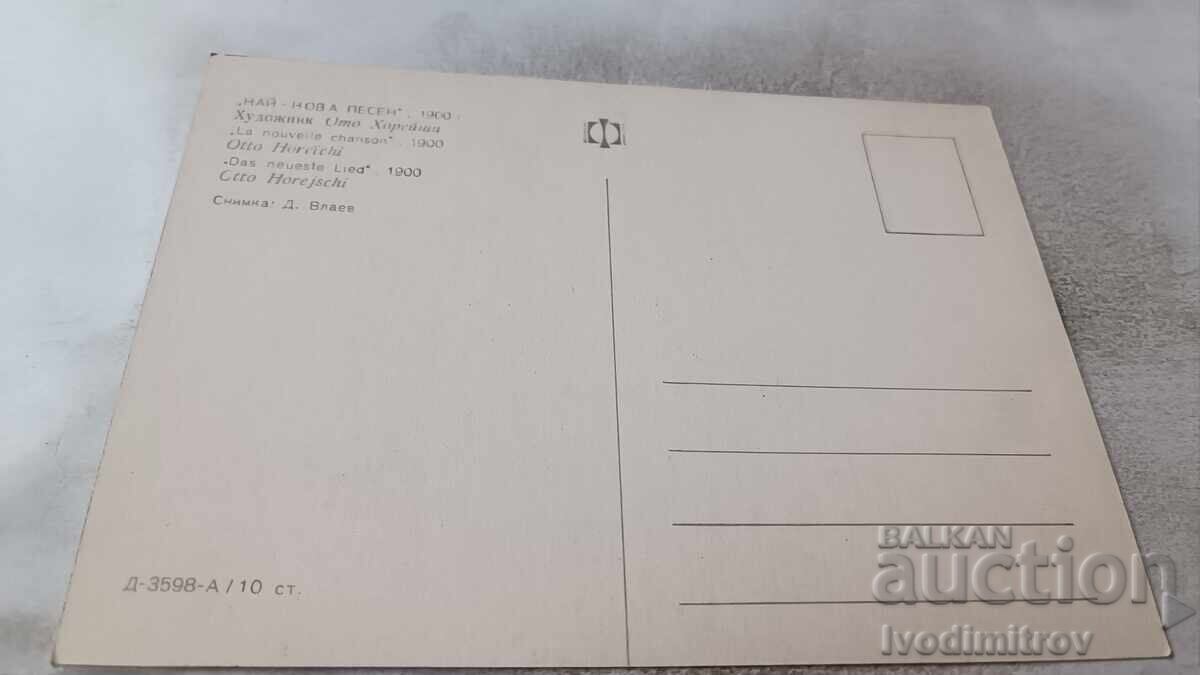 „НАЙ - НОВА ПЕСЕН“, 1900 г
Художник Ото Хорейши
„La nouvelle chanson“, 1900
Otto Horeïchi
„Das neueste Lied“, 1900
Otto Horejschi
Снимка: Д. Влаев
Д-3598-А / 10 ст.
BALKAN
auction
Ivodimitrov